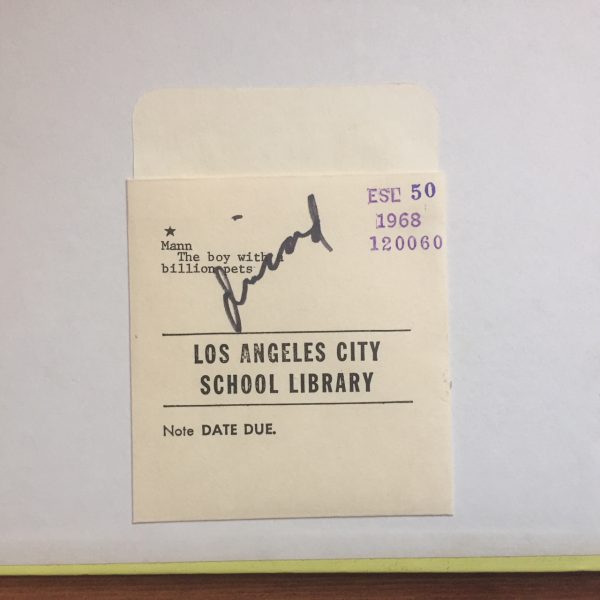 ESL 50
1968
120060
Mann
The boy with a
billion pets
LOS ANGELES CITY
SCHOOL LIBRARY
Note DATE DUE.